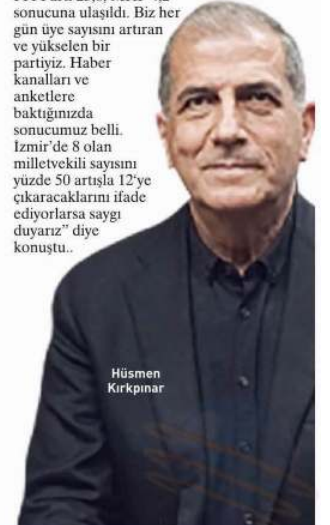 sonucuna ulaşıldı. Biz her
gün üye sayısını artıran
ve yükselen bir
partiyiz. Haber
kanalları ve
anketlere
baktığınızda
sonucumuz belli.
İzmir'de 8 olan
milletvekili sayısını
yüzde 50 artışla 12'ye
çıkaracaklarını ifade
ediyorlarsa saygı
duyarız" diye
konuştu..
Hüsmen
Kırkpınar